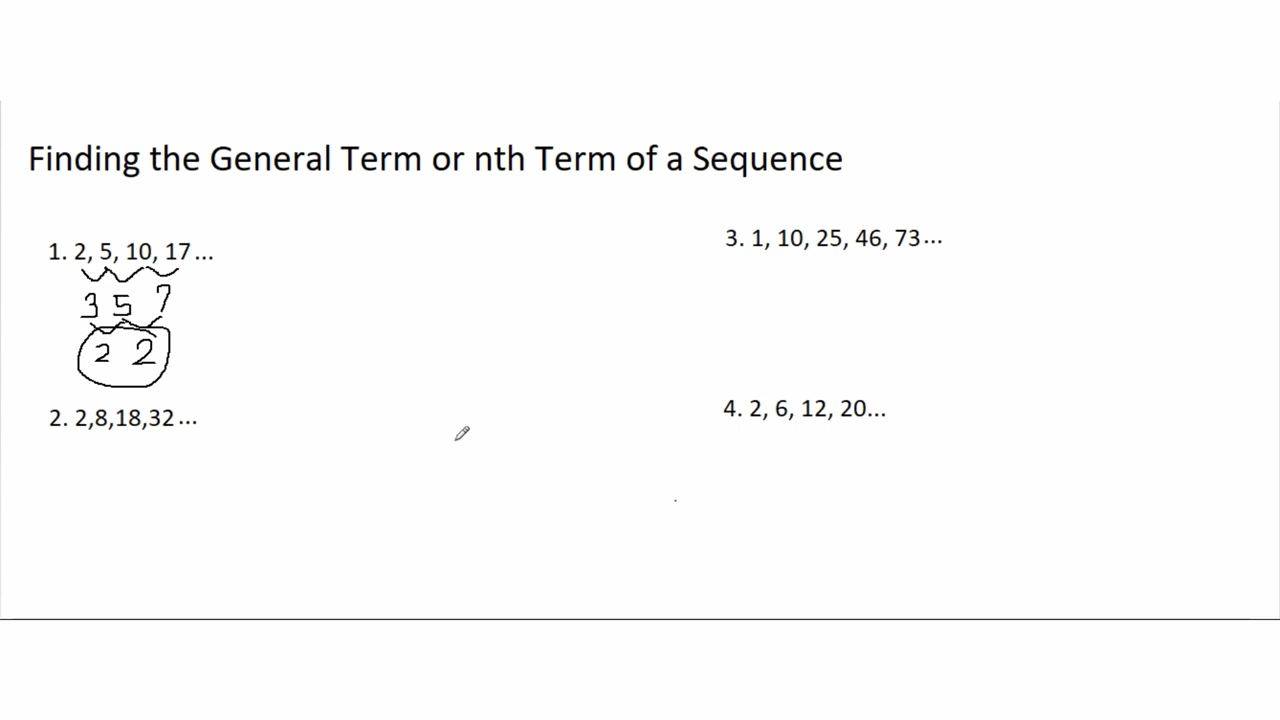 Finding the General Term or nth Term of a Sequence
1. 2, 5, 10, 17...
3 5 7
2 2
2. 2,8,18,32...
3. 1, 10, 25, 46, 73...
4. 2, 6, 12, 20...